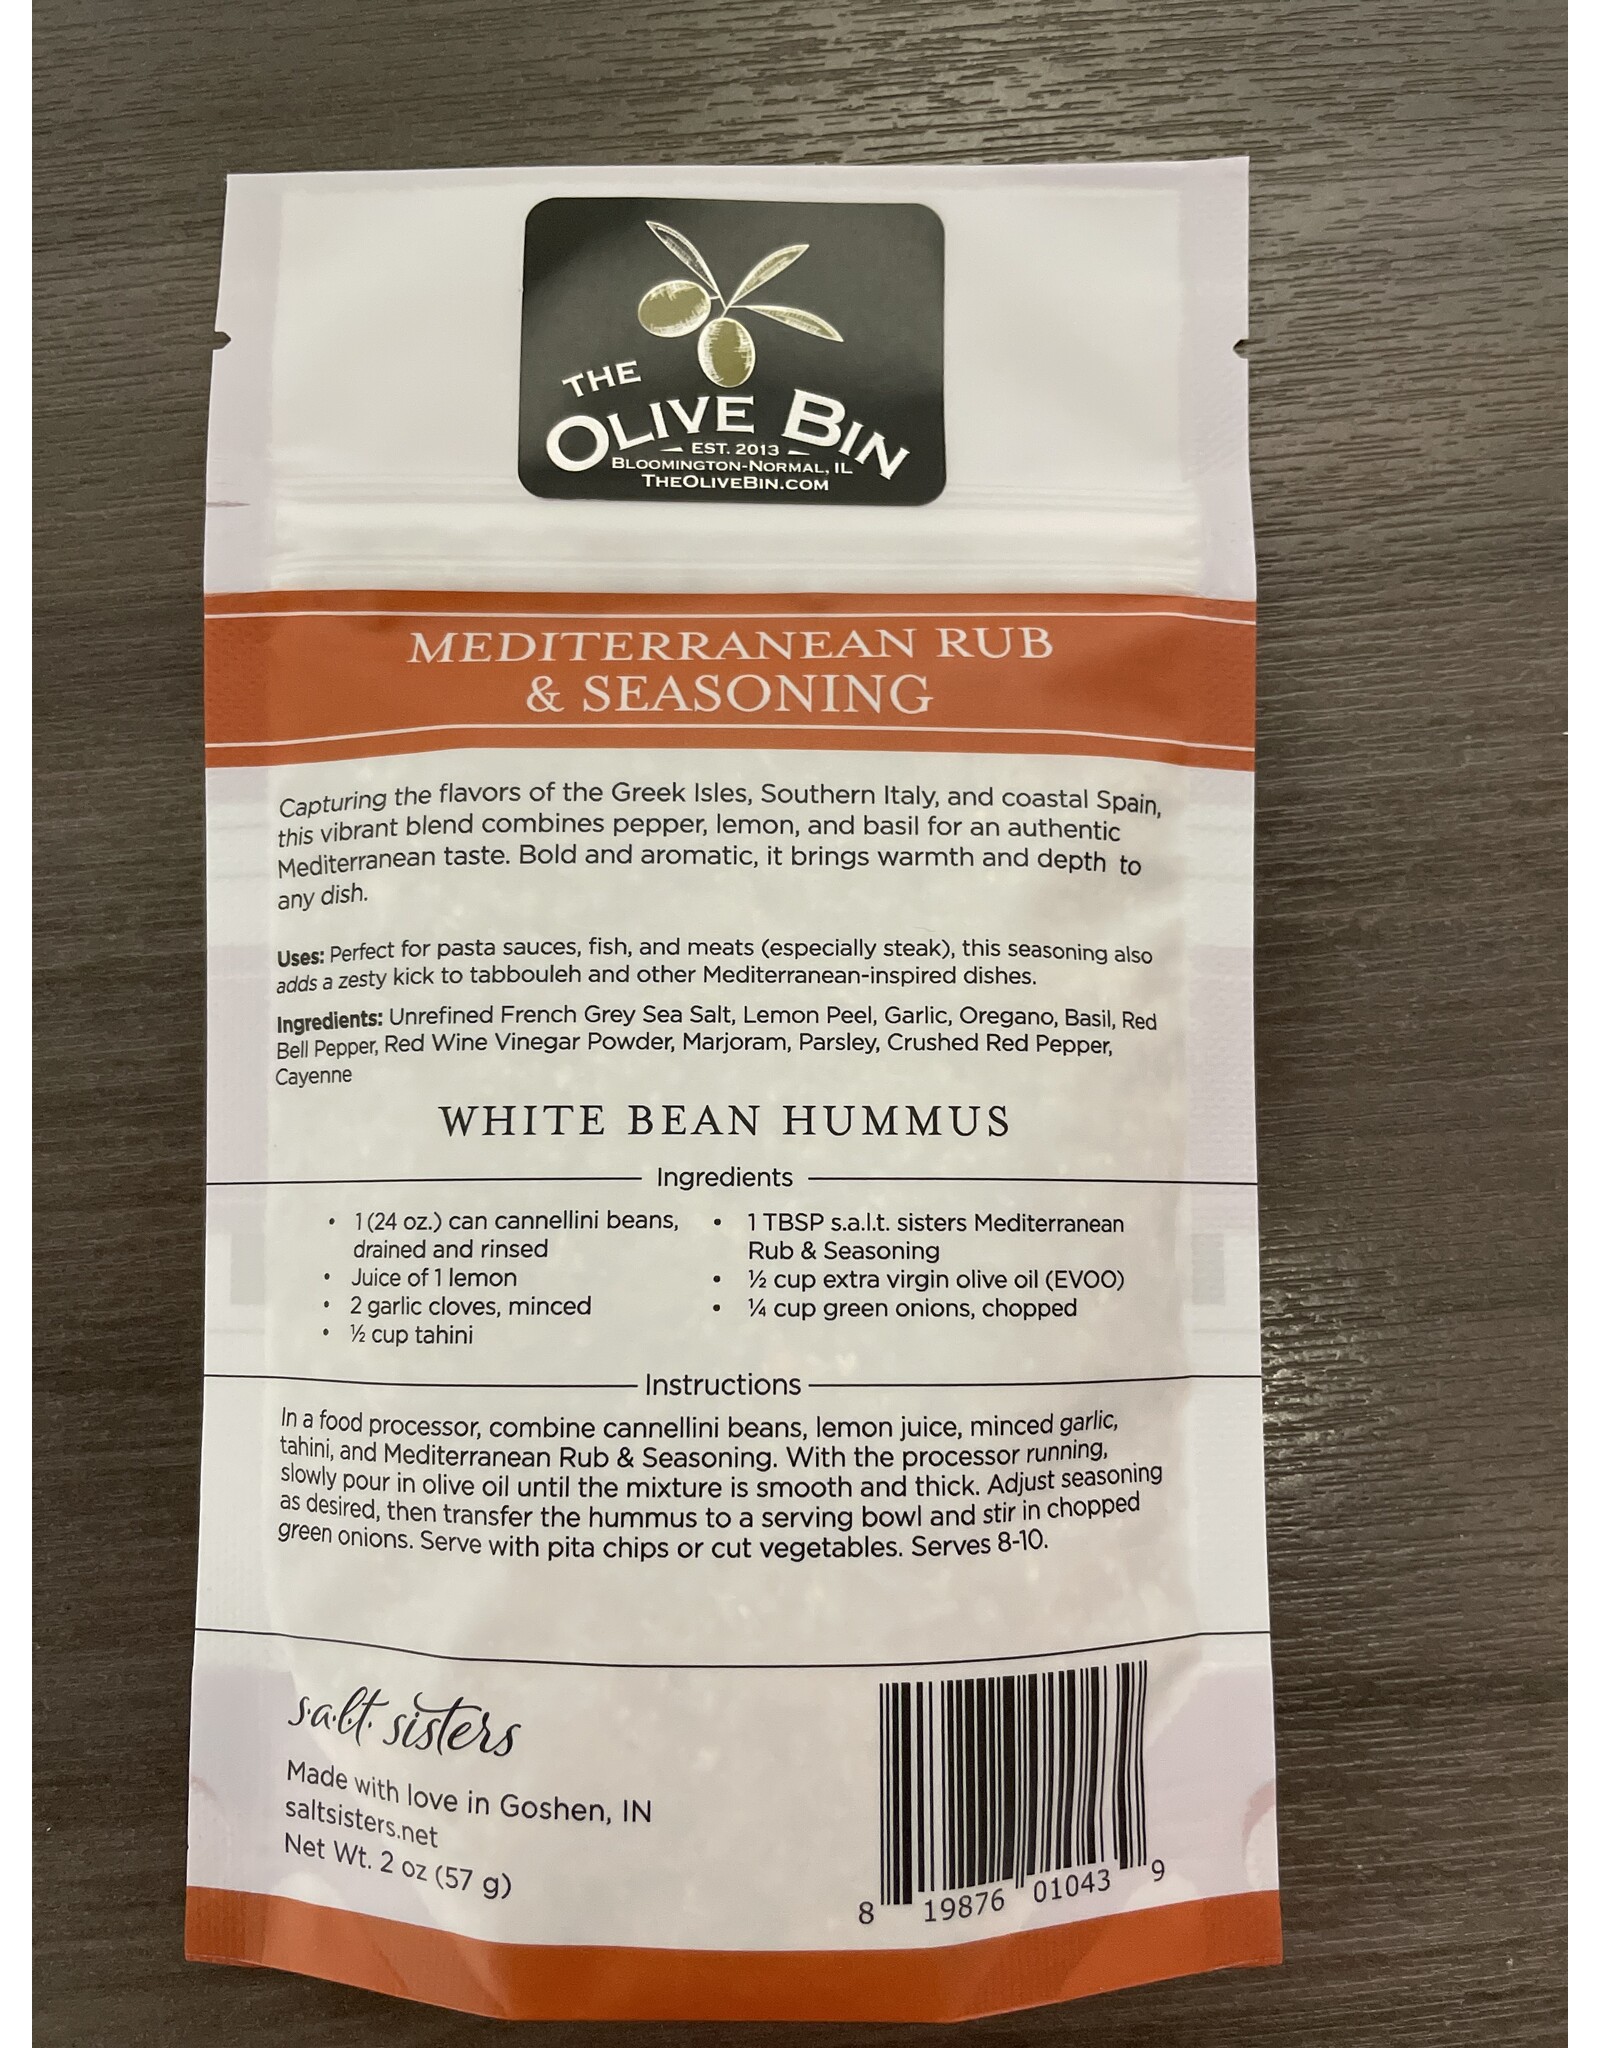 THE
OLIVE BIN
EST. 2013
BLOOMINGTON-NORMAL, IL
THEOLIVEBIN.COM
MEDITERRANEAN RUB
& SEASONING
Capturing the flavors of the Greek Isles, Southern Italy, and coastal Spain,
this vibrant blend combines pepper, lemon, and basil for an authentic
Mediterranean taste. Bold and aromatic, it brings warmth and depth to
any dish.
Uses: Perfect for pasta sauces, fish, and meats (especially steak), this seasoning also
adds a zesty kick to tabbouleh and other Mediterranean-inspired dishes.
Ingredients: Unrefined French Grey Sea Salt, Lemon Peel, Garlic, Oregano, Basil, Red
Bell Pepper, Red Wine Vinegar Powder, Marjoram, Parsley, Crushed Red Pepper,
Cayenne
WHITE BEAN HUMMUS
Ingredients
• 1 (24 oz.) can cannellini beans,
drained and rinsed
• Juice of 1 lemon
• 2 garlic cloves, minced
• ½ cup tahini
• 1 TBSP s.a.l.t. sisters Mediterranean
Rub & Seasoning
• ½ cup extra virgin olive oil (EVOO)
• ¼ cup green onions, chopped
Instructions
In a food processor, combine cannellini beans, lemon juice, minced garlic,
tahini, and Mediterranean Rub & Seasoning. With the processor running,
slowly pour in olive oil until the mixture is smooth and thick. Adjust seasoning
as desired, then transfer the hummus to a serving bowl and stir in chopped
green onions. Serve with pita chips or cut vegetables. Serves 8-10.
s.a.l.t. sisters
Made with love in Goshen, IN
saltsisters.net
Net Wt. 2 oz (57 g)
8 19876 01043 9